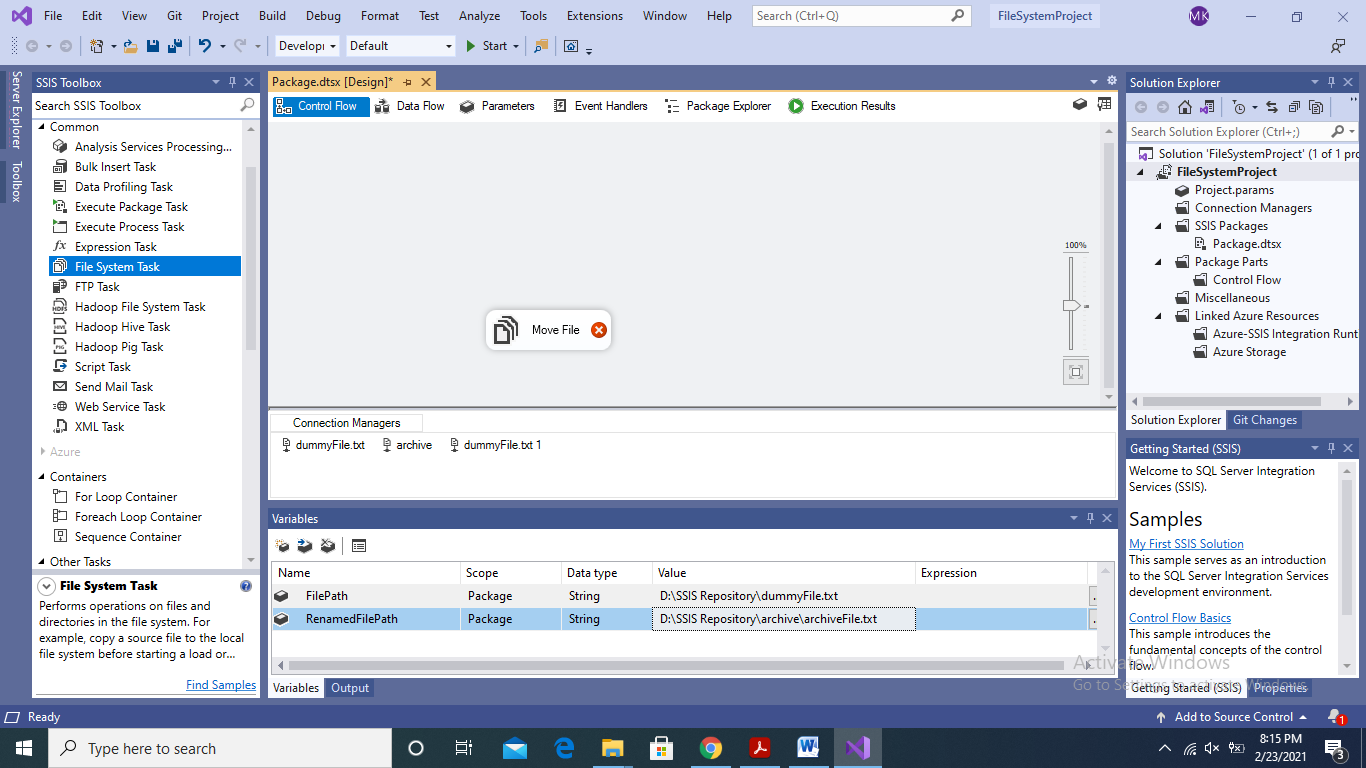 File Edit View Git Project Build Debug Format Test Analyze Tools Extensions Window Help Search (Ctrl+Q) FileSystemProject MK
Develop Default Start
Server Explorer
Toolbox
SSIS Toolbox
Search SSIS Toolbox
Common
Analysis Services Processing...
Bulk Insert Task
Data Profiling Task
Execute Package Task
Execute Process Task
Expression Task
File System Task
FTP Task
Hadoop File System Task
Hadoop Hive Task
Hadoop Pig Task
Script Task
Send Mail Task
Web Service Task
XML Task
Azure
Containers
For Loop Container
Foreach Loop Container
Sequence Container
Other Tasks
File System Task
Performs operations on files and
directories in the file system. For
example, copy a source file to the local
file system before starting a load or...
Find Samples
Package.dtsx [Design]*
Control Flow Data Flow Parameters Event Handlers Package Explorer Execution Results
100%
Move File
Connection Managers
dummyFile.txt archive dummyFile.txt 1
Variables
Name Scope Data type Value Expression
FilePath Package String D:\SSIS Repository\dummyFile.txt
RenamedFilePath Package String D:\SSIS Repository\archive\archiveFile.txt
Variables Output
Solution Explorer
Search Solution Explorer (Ctrl+;)
Solution 'FileSystemProject' (1 of 1 pro
FileSystemProject
Project.params
Connection Managers
SSIS Packages
Package.dtsx
Package Parts
Control Flow
Miscellaneous
Linked Azure Resources
Azure-SSIS Integration Runt
Azure Storage
Solution Explorer Git Changes
Getting Started (SSIS)
Welcome to SQL Server Integration
Services (SSIS).
Samples
My First SSIS Solution
This sample serves as an introduction
to the SQL Server Integration Services
development environment.
Control Flow Basics
This sample introduces the
fundamental concepts of the control
flow.
Activate Windows
Go to Settings to activate Windows.
Getting Started (SSIS) Properties
Ready Add to Source Control 1
Type here to search
8:15 PM
2/23/2021
3